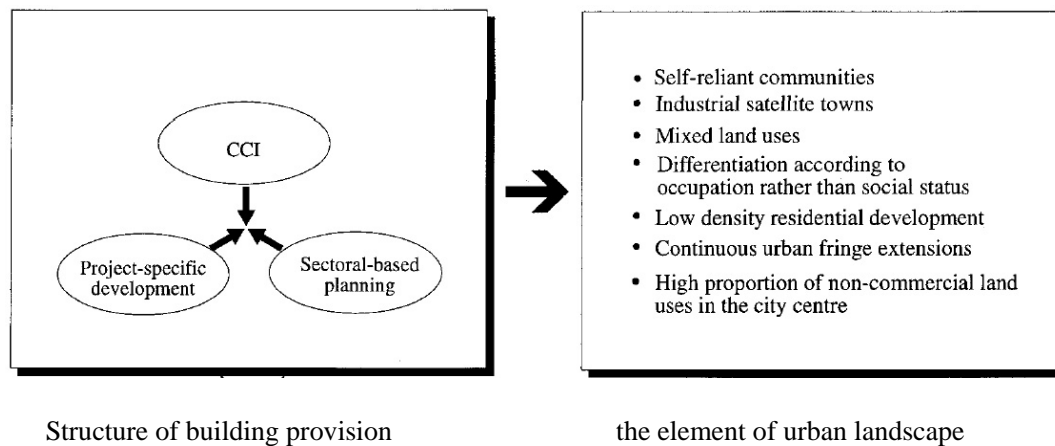 CCI
Project-specific
development
Sectoral-based
planning
• Self-reliant communities
• Industrial satellite towns
• Mixed land uses
• Differentiation according to
occupation rather than social status
• Low density residential development
• Continuous urban fringe extensions
• High proportion of non-commercial land
uses in the city centre
Structure of building provision
the element of urban landscape